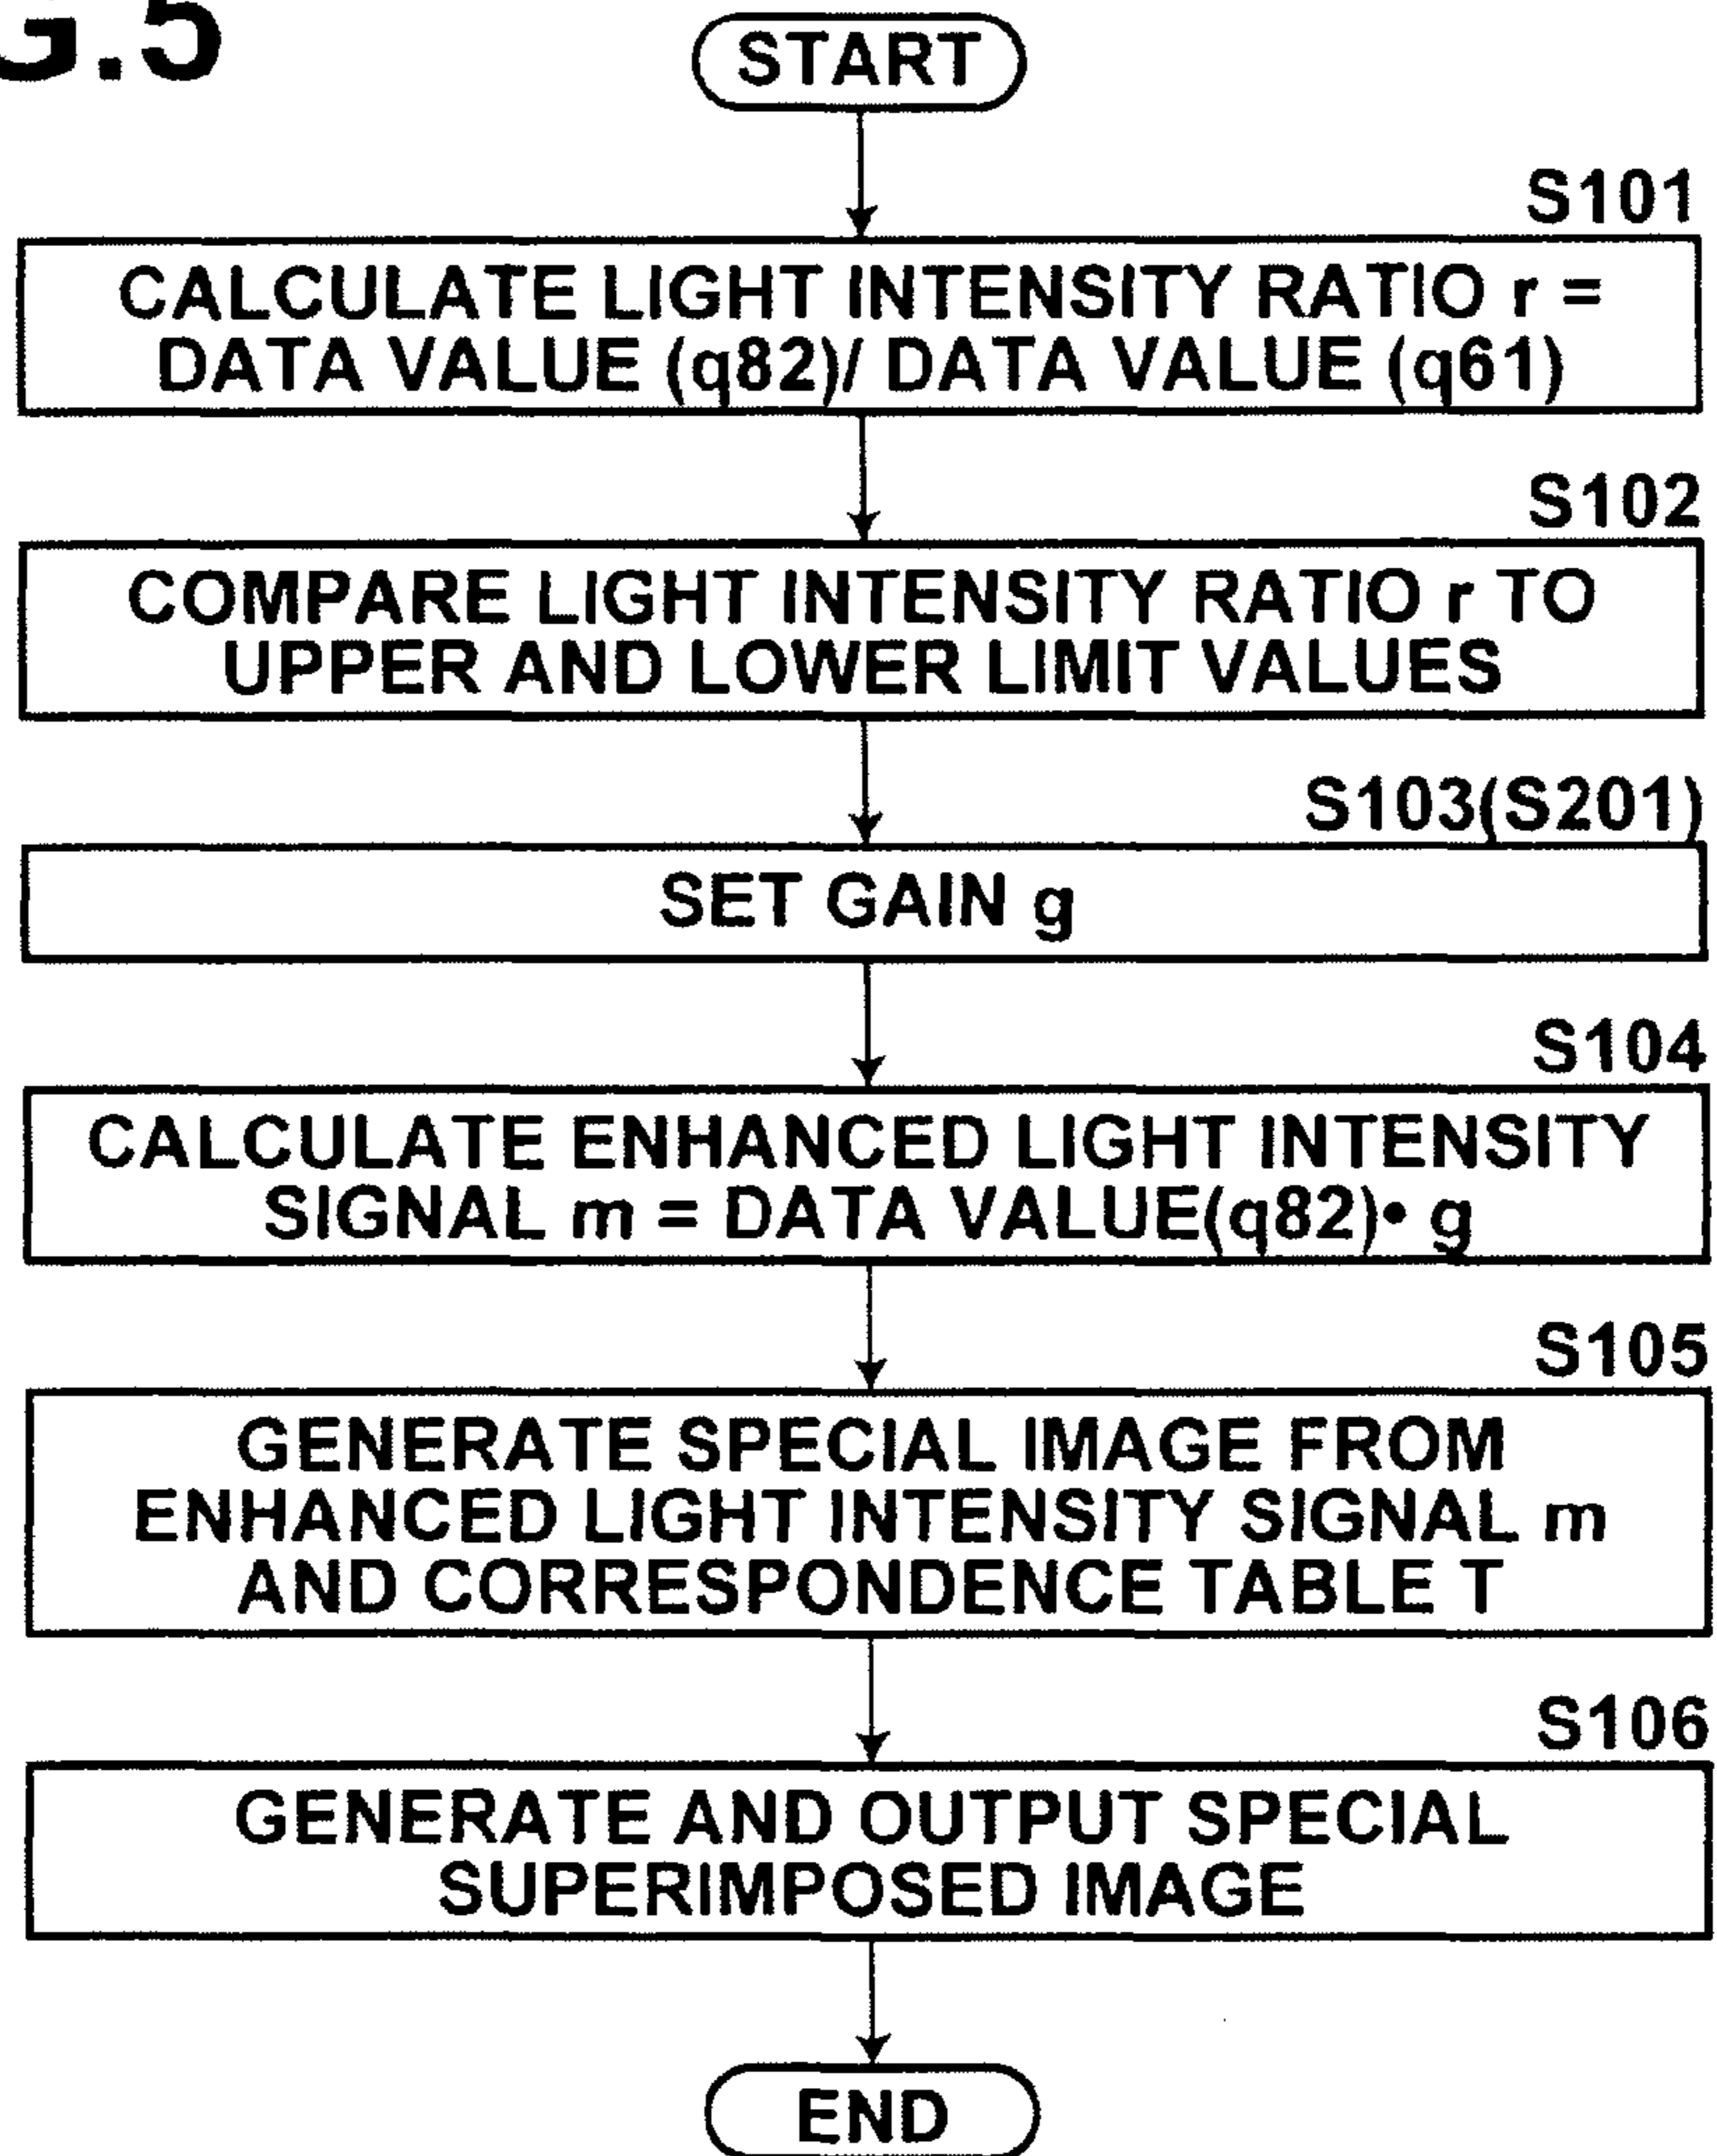 G.5
START
S101
CALCULATE LIGHT INTENSITY RATIO r =
DATA VALUE (q82)/ DATA VALUE (q61)
S102
COMPARE LIGHT INTENSITY RATIO r TO
UPPER AND LOWER LIMIT VALUES
S103(S201)
SET GAIN g
S104
CALCULATE ENHANCED LIGHT INTENSITY
SIGNAL m = DATA VALUE(q82)• g
S105
GENERATE SPECIAL IMAGE FROM
ENHANCED LIGHT INTENSITY SIGNAL m
AND CORRESPONDENCE TABLE T
S106
GENERATE AND OUTPUT SPECIAL
SUPERIMPOSED IMAGE
END